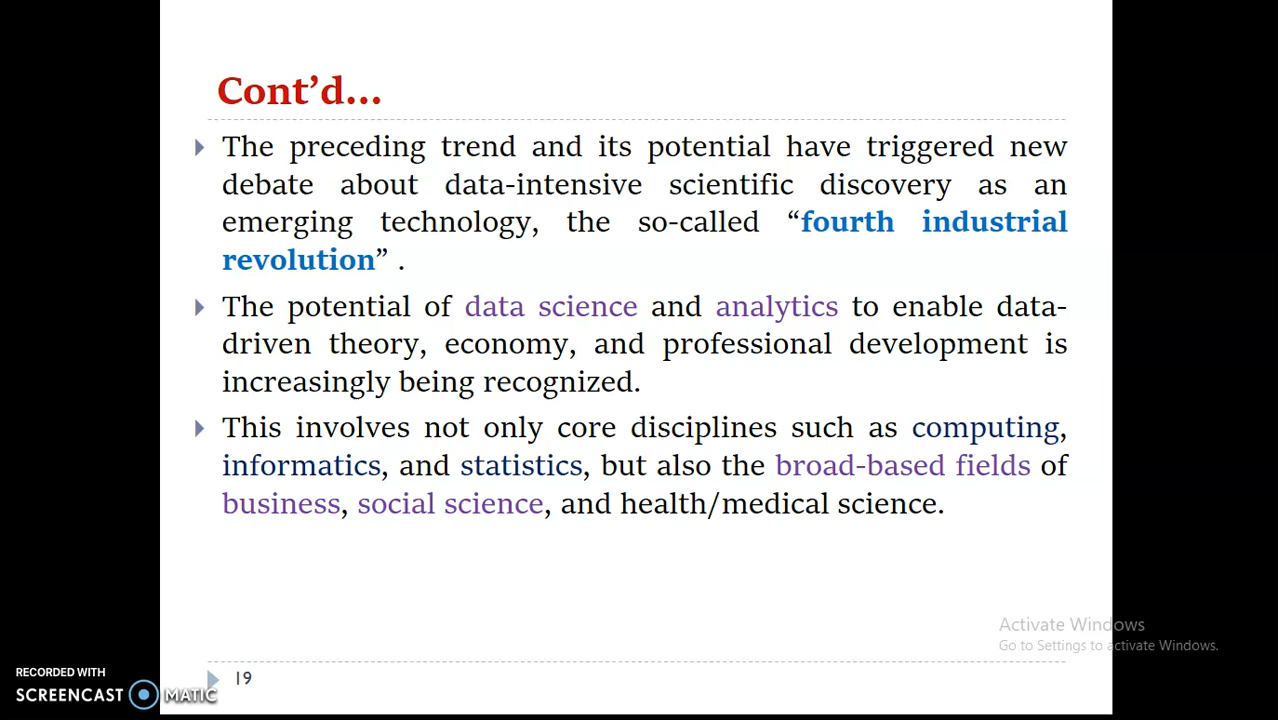 Cont’d...
The preceding trend and its potential have triggered new
debate about data-intensive scientific discovery as an
emerging technology, the so-called “fourth industrial
revolution” .
The potential of data science and analytics to enable data-
driven theory, economy, and professional development is
increasingly being recognized.
This involves not only core disciplines such as computing,
informatics, and statistics, but also the broad-based fields of
business, social science, and health/medical science.
Activate Windows
Go to Settings to activate Windows.
19
RECORDED WITH
SCREENCAST MATIC